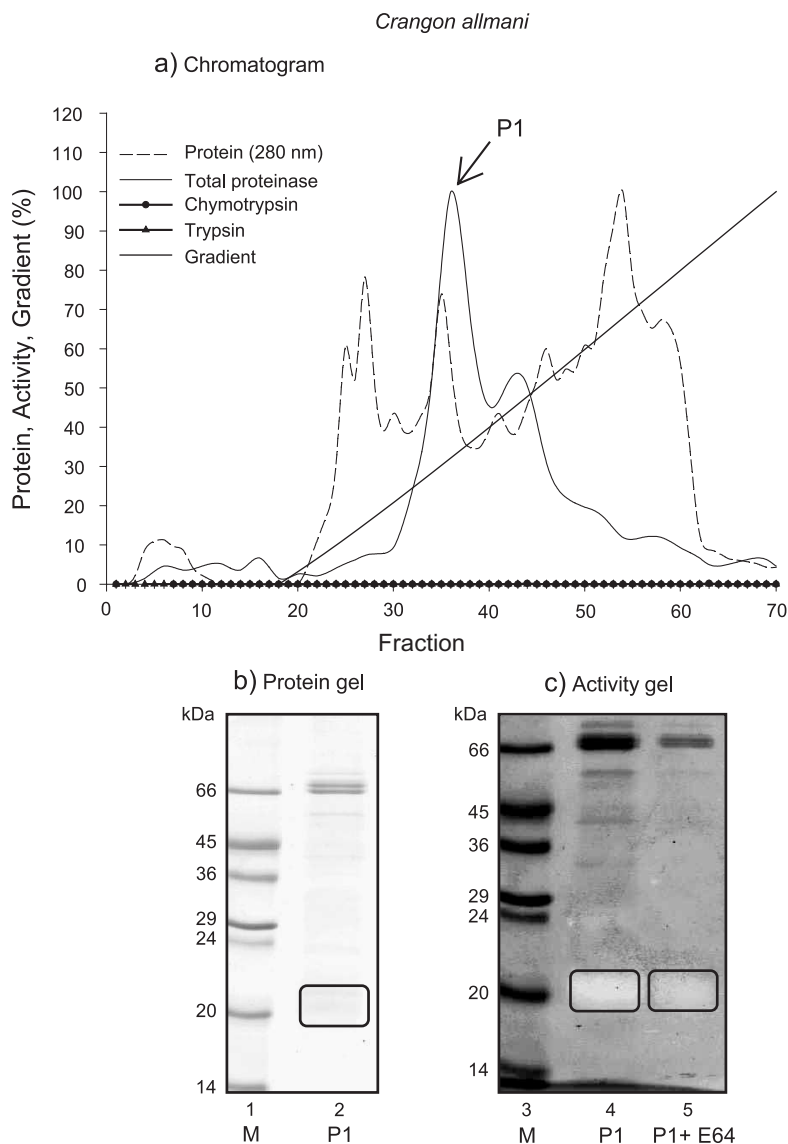 Crangon allmani
a) Chromatogram
120
110
100
90
80
70
60
50
40
30
20
10
0
Protein, Activity, Gradient (%)
Protein (280 nm)
Total proteinase
Chymotrypsin
Trypsin
Gradient
P1
0 10 20 30 40 50 60 70
Fraction
b) Protein gel
kDa
66
45
36
29
24
20
14
1 2
M P1
c) Activity gel
kDa
66
45
36
29
24
20
14
3 4 5
M P1 P1+ E64